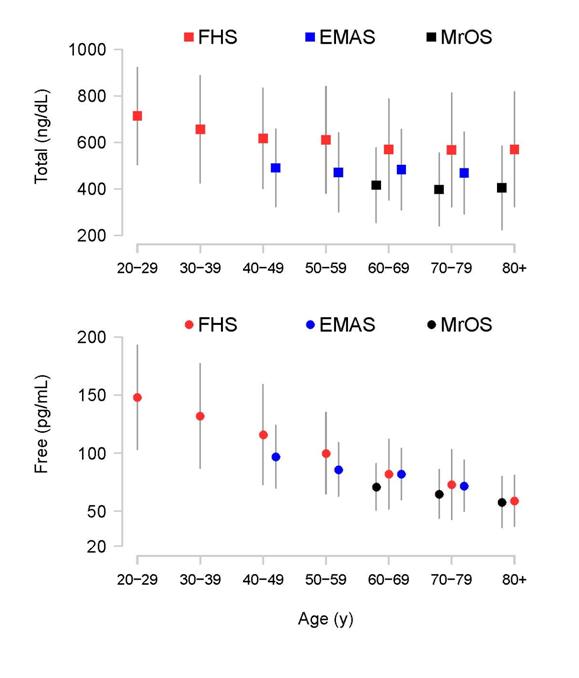 FHS EMAS MrOS
Total (ng/dL)
1000
800
600
400
200
20−29 30−39 40−49 50−59 60−69 70−79 80+
FHS EMAS MrOS
Free (pg/mL)
200
150
100
50
20
20−29 30−39 40−49 50−59 60−69 70−79 80+
Age (y)